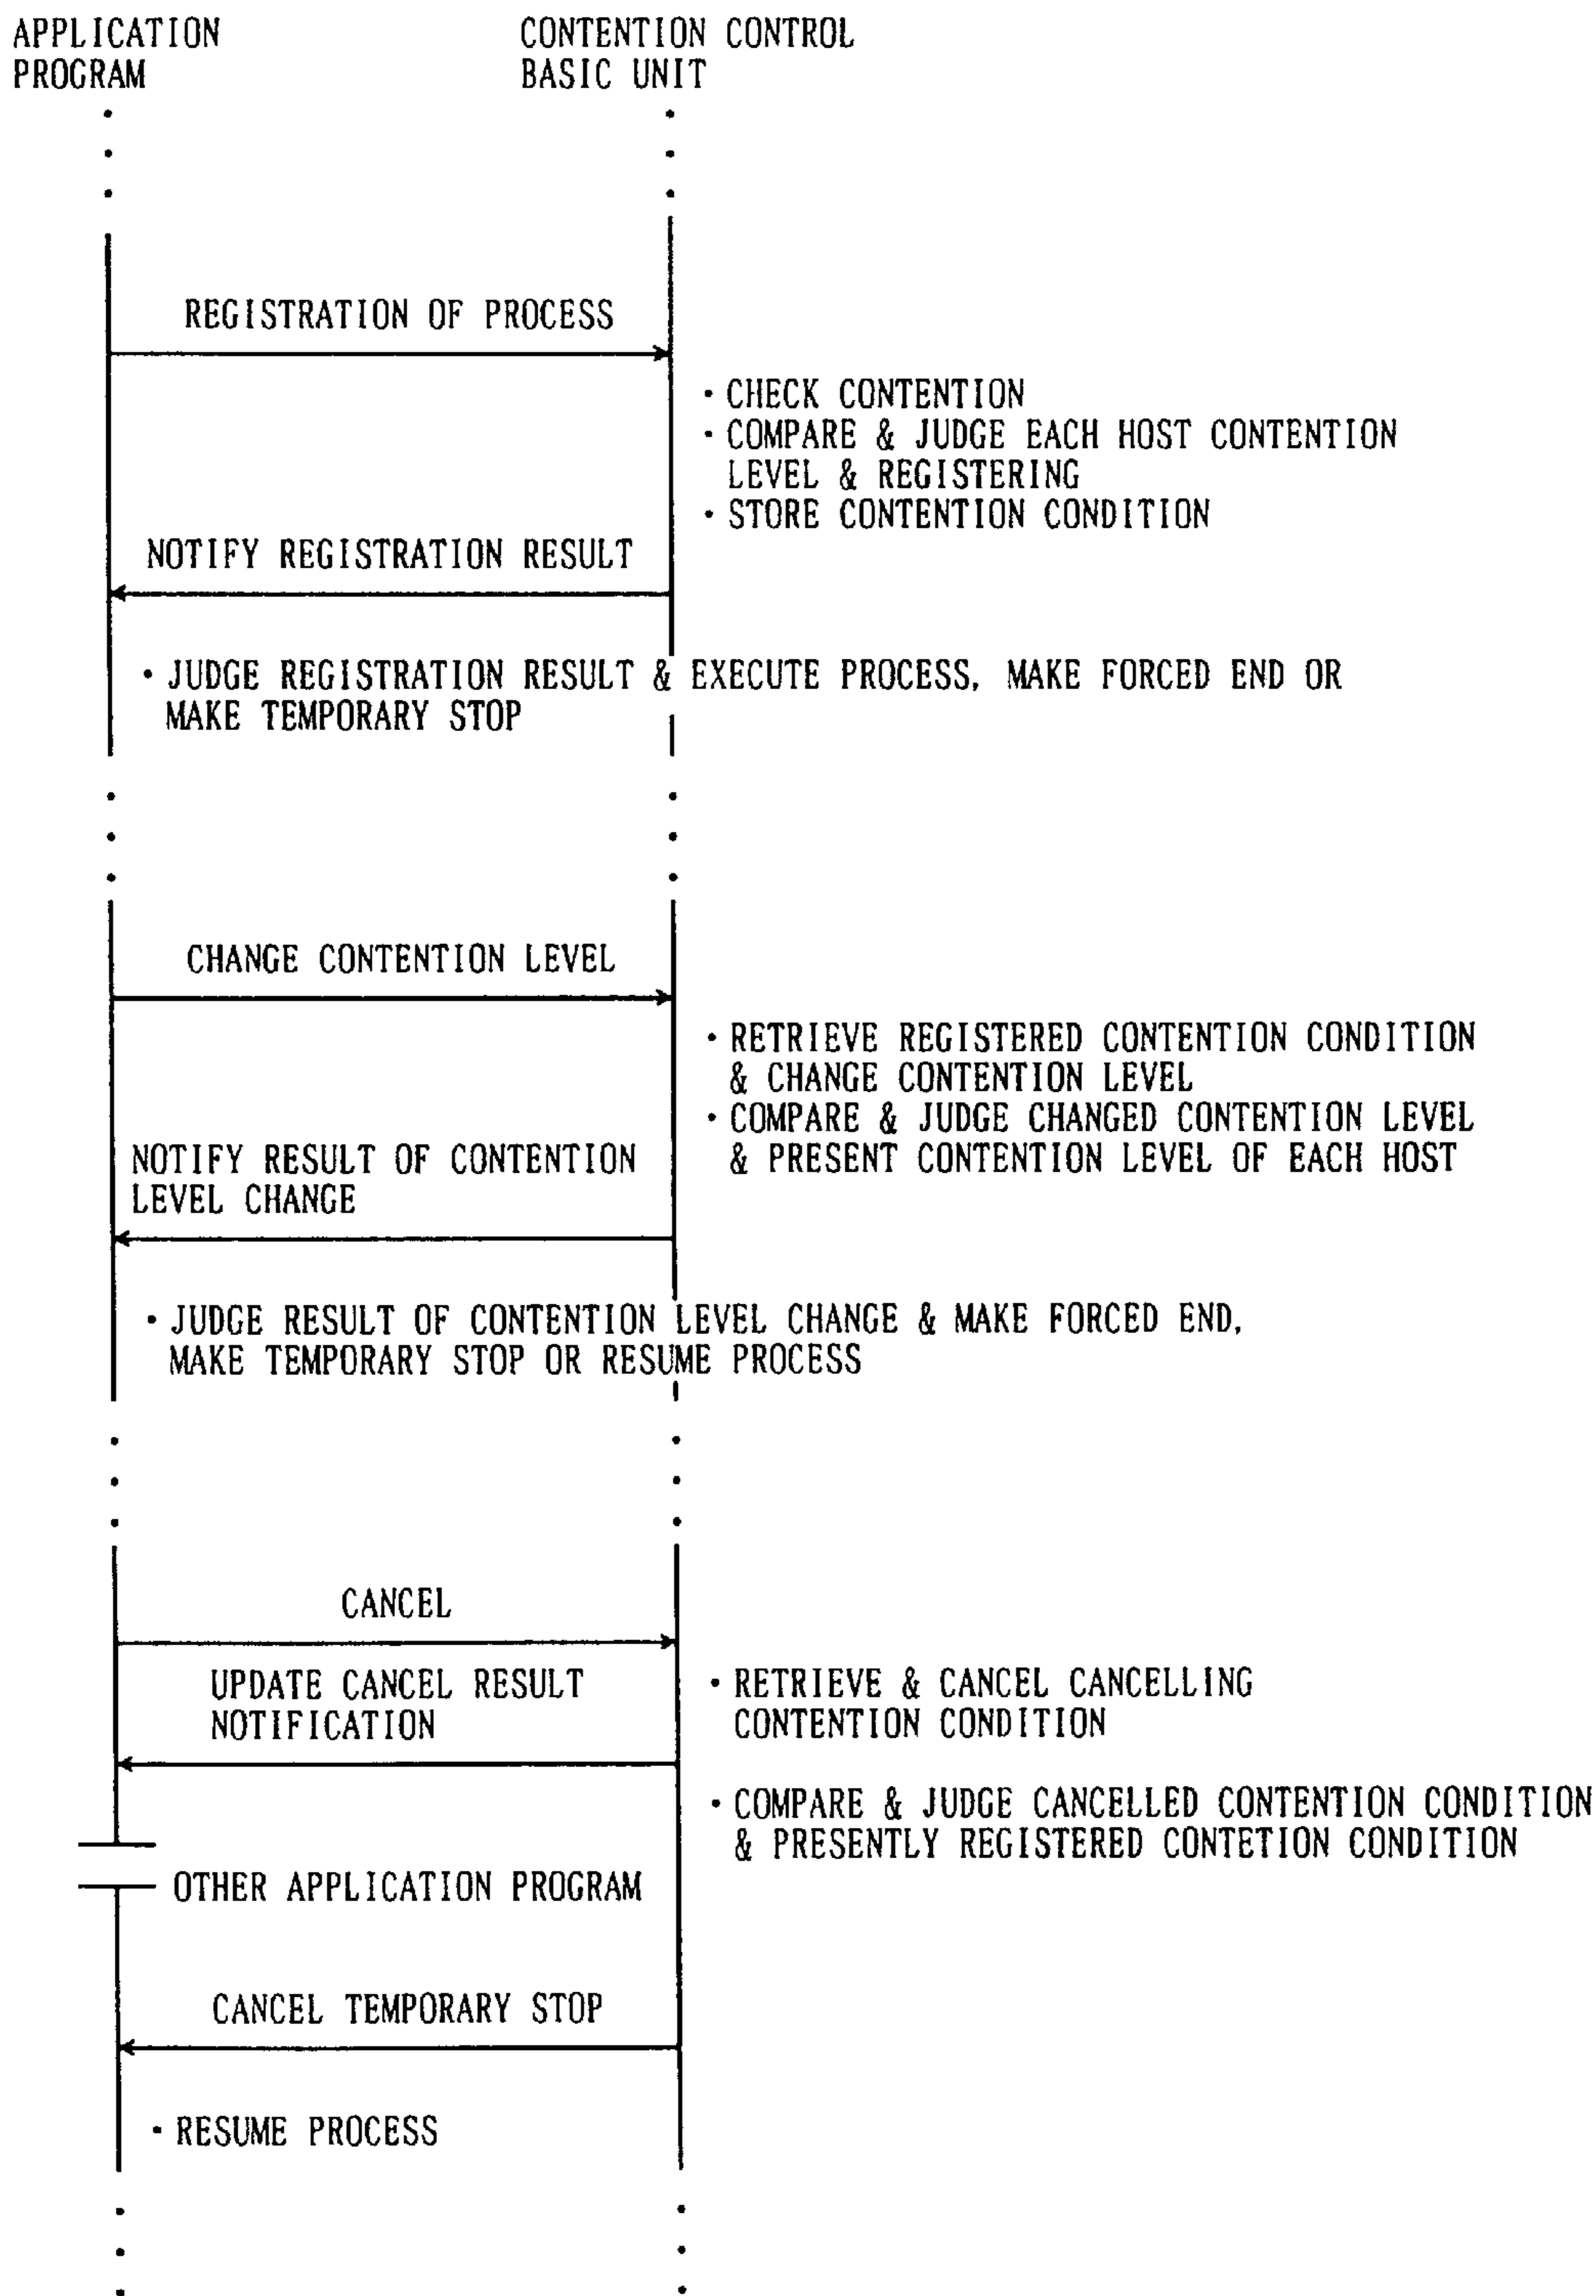 APPLICATION
PROGRAM
CONTENTION CONTROL
BASIC UNIT
REGISTRATION OF PROCESS
・CHECK CONTENTION
・COMPARE & JUDGE EACH HOST CONTENTION
LEVEL & REGISTERING
・STORE CONTENTION CONDITION
NOTIFY REGISTRATION RESULT
・JUDGE REGISTRATION RESULT & EXECUTE PROCESS, MAKE FORCED END OR
MAKE TEMPORARY STOP
CHANGE CONTENTION LEVEL
・RETRIEVE REGISTERED CONTENTION CONDITION
& CHANGE CONTENTION LEVEL
・COMPARE & JUDGE CHANGED CONTENTION LEVEL
& PRESENT CONTENTION LEVEL OF EACH HOST
NOTIFY RESULT OF CONTENTION
LEVEL CHANGE
・JUDGE RESULT OF CONTENTION LEVEL CHANGE & MAKE FORCED END,
MAKE TEMPORARY STOP OR RESUME PROCESS
CANCEL
UPDATE CANCEL RESULT
NOTIFICATION
・RETRIEVE & CANCEL CANCELLING
CONTENTION CONDITION
・COMPARE & JUDGE CANCELLED CONTENTION CONDITION
& PRESENTLY REGISTERED CONTETION CONDITION
OTHER APPLICATION PROGRAM
CANCEL TEMPORARY STOP
・RESUME PROCESS